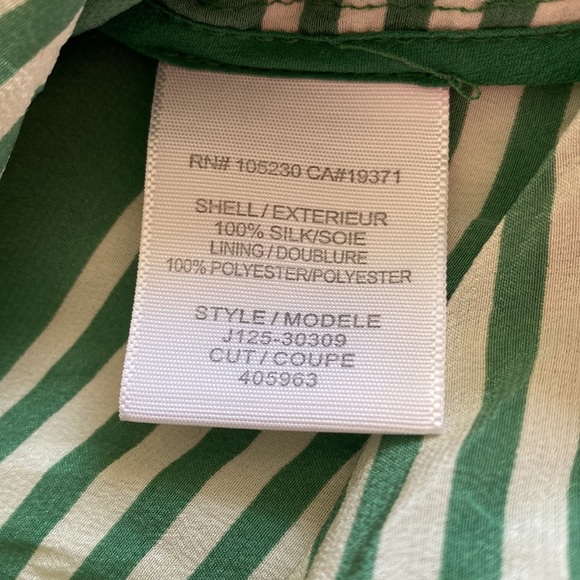 RN# 105230 CA#19371
SHELL / EXTERIEUR
100% SILK/SOIE
LINING / DOUBLURE
100% POLYESTER/POLYESTER
STYLE / MODELE
J125-30309
CUT / COUPE
405963